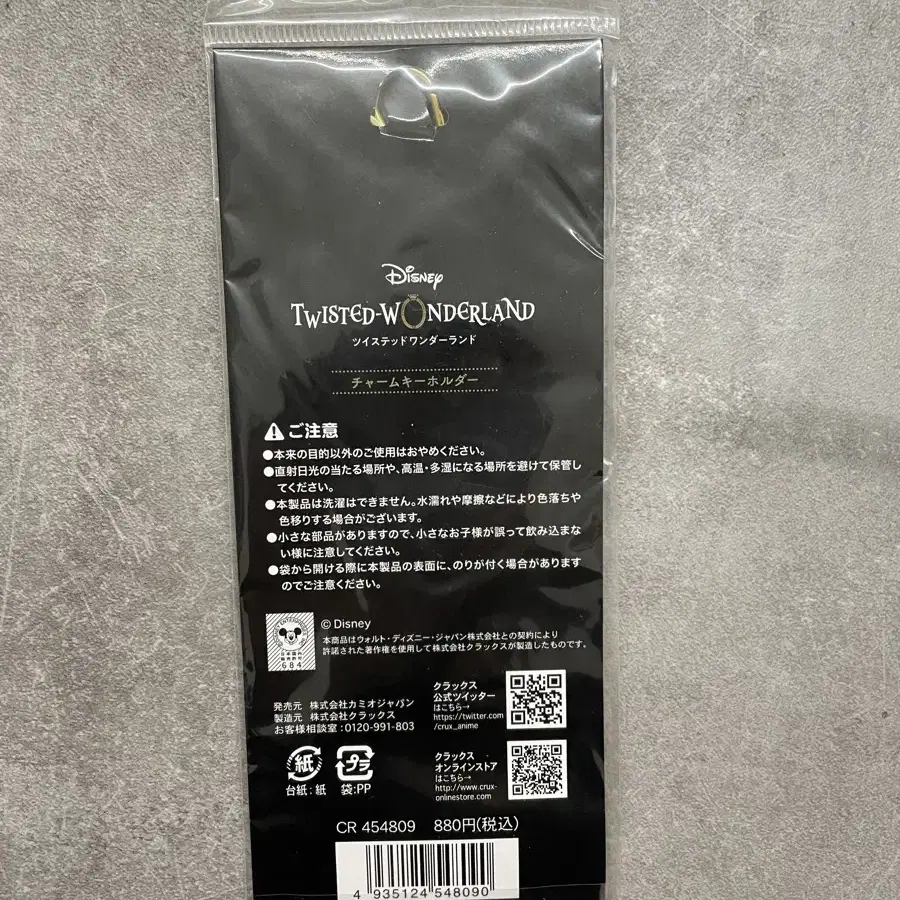 Disney
TWISTED-WONDERLAND
ツイステッドワンダーランド
チャームキーホルダー
ご注意
●本来の目的以外のご使用はおやめください。
●直射日光の当たる場所や、高温・多湿になる場所を避けて保管し
てください。
●本製品は洗濯はできません。水濡れや摩擦などにより色落ちや
色移りする場合がございます。
●小さな部品がありますので、小さなお子様が誤って飲み込まな
い様に注意してください。
●袋から開ける際に本製品の表面に、のりが付く場合があります
のでご注意ください。
© Disney
本商品はウォルト・ディズニー・ジャパン株式会社との契約により
許諾された著作権を使用して株式会社クラックスが製造したものです。
日本国内
販売許可
684
発売元 株式会社カミオジャパン
製造元 株式会社クラックス
お客様相談室:0120-991-803
クラックス
公式ツイッター
はこちら→
https://twitter.com
/crux_anime
紙
プラ
台紙:紙 袋:PP
クラックス
オンラインストア
はこちら→
http://www.crux-
onlinestore.com
CR 454809 880円(税込)
4 935124 548090